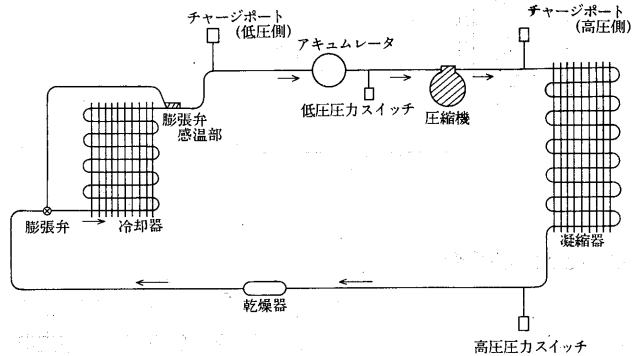 チャージポート
(低圧側)
アキュムレータ
チャージポート
(高圧側)
低圧圧力スイッチ
圧縮機
膨張弁
感温部
膨張弁
冷却器
凝縮器
乾燥器
高圧圧力スイッチ